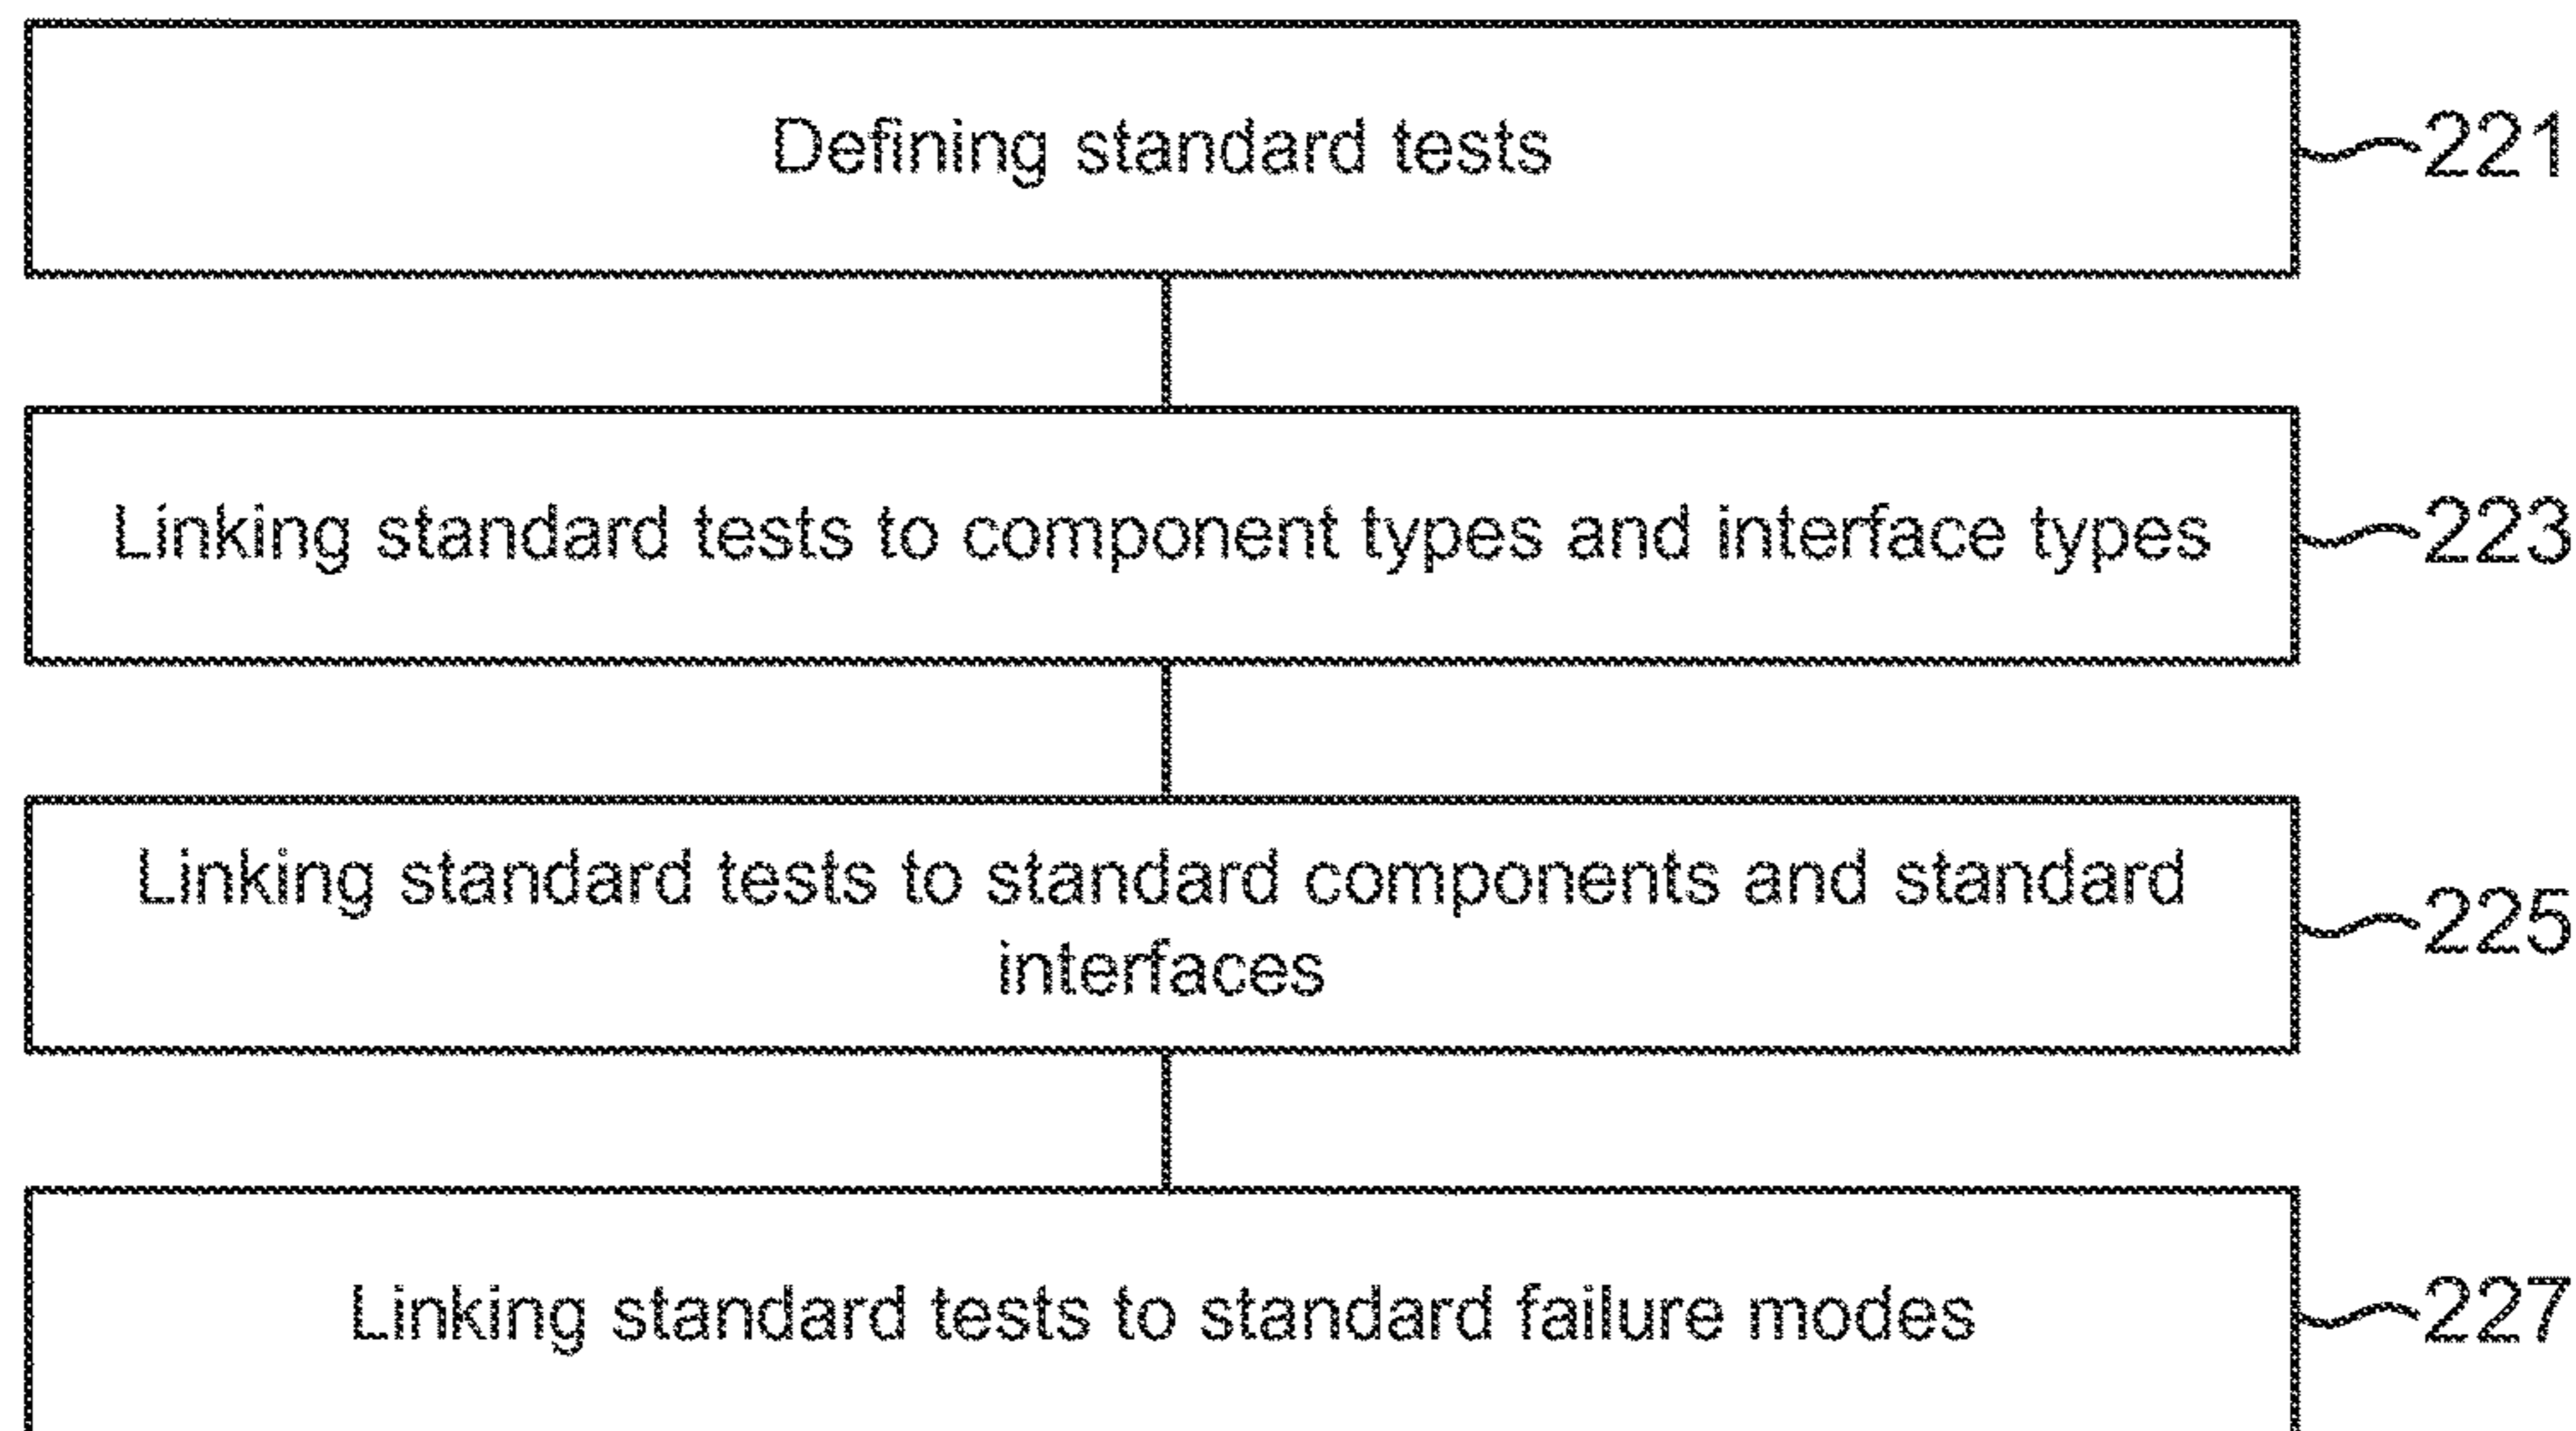 Defining standard tests
221
Linking standard tests to component types and interface types
223
Linking standard tests to standard components and standard
interfaces
225
Linking standard tests to standard failure modes
227